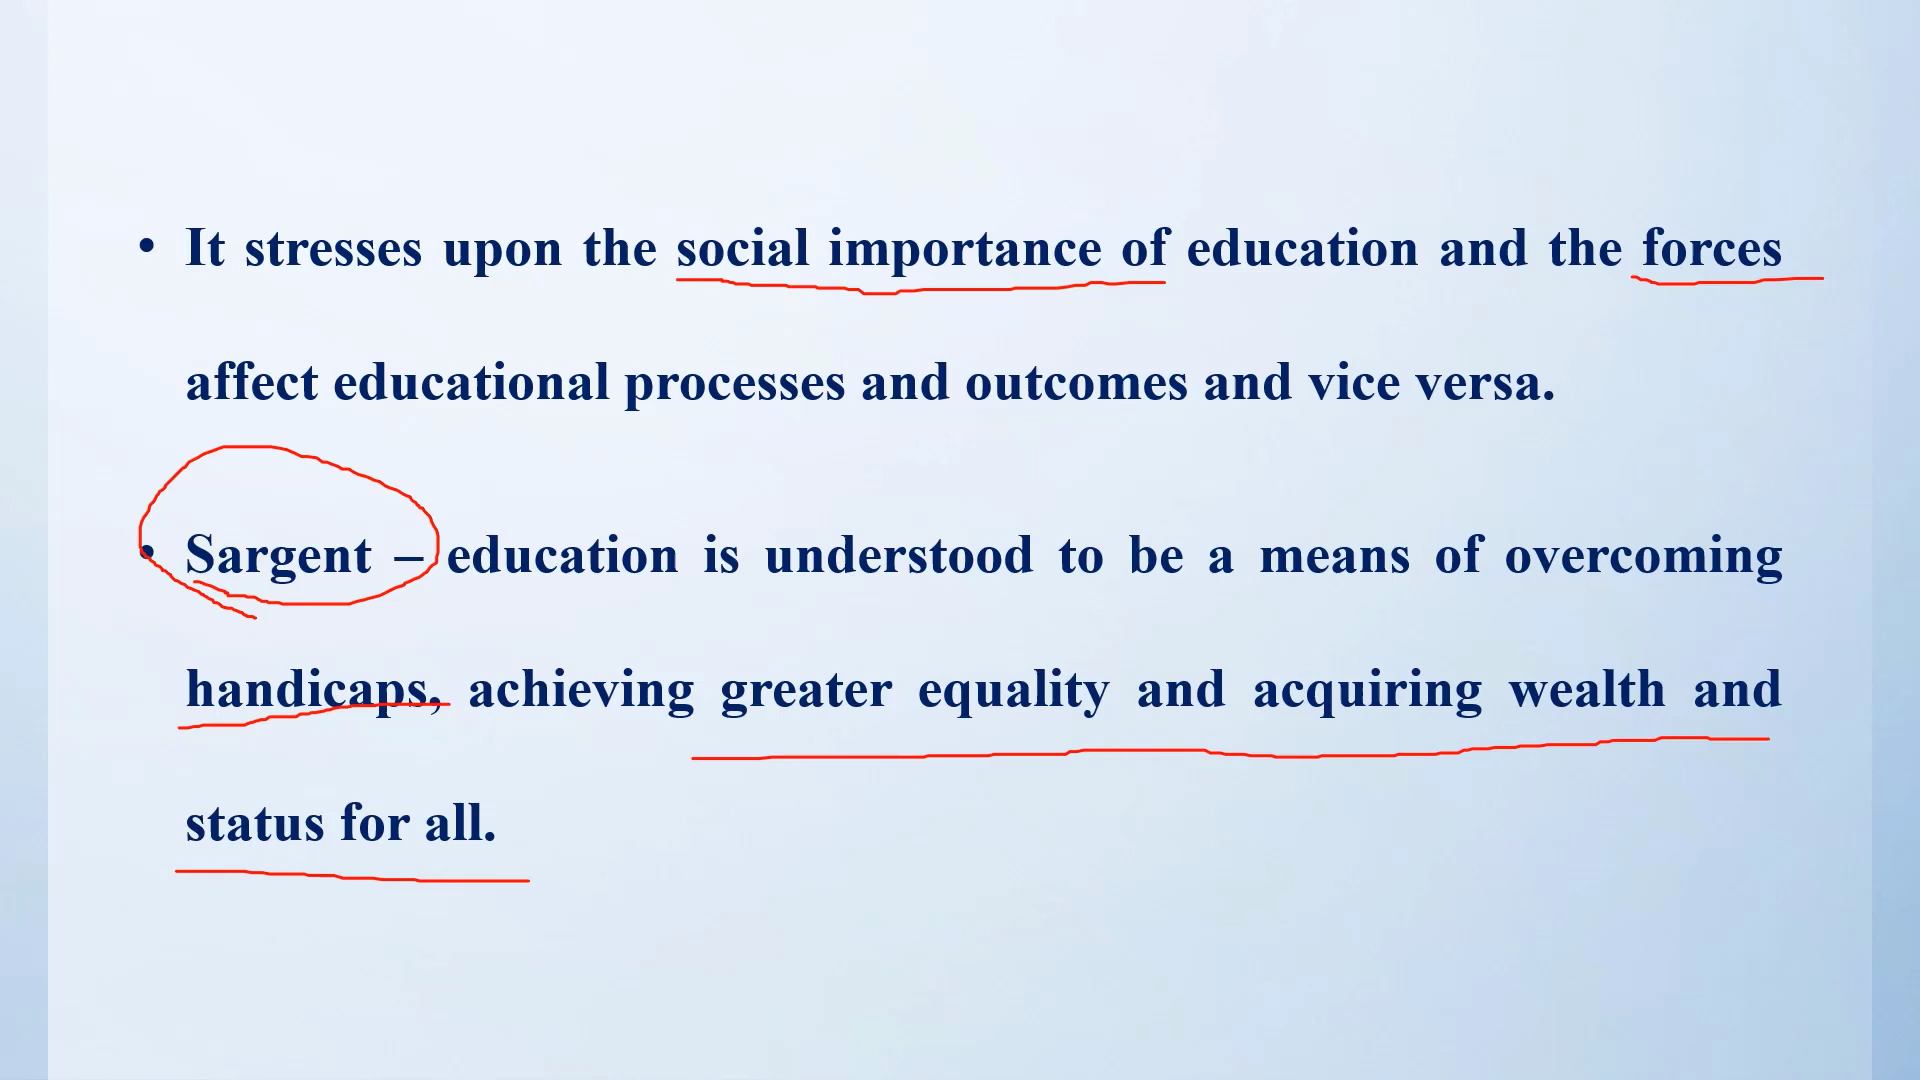 • It stresses upon the social importance of education and the forces
affect educational processes and outcomes and vice versa.
• Sargent – education is understood to be a means of overcoming
handicaps, achieving greater equality and acquiring wealth and
status for all.